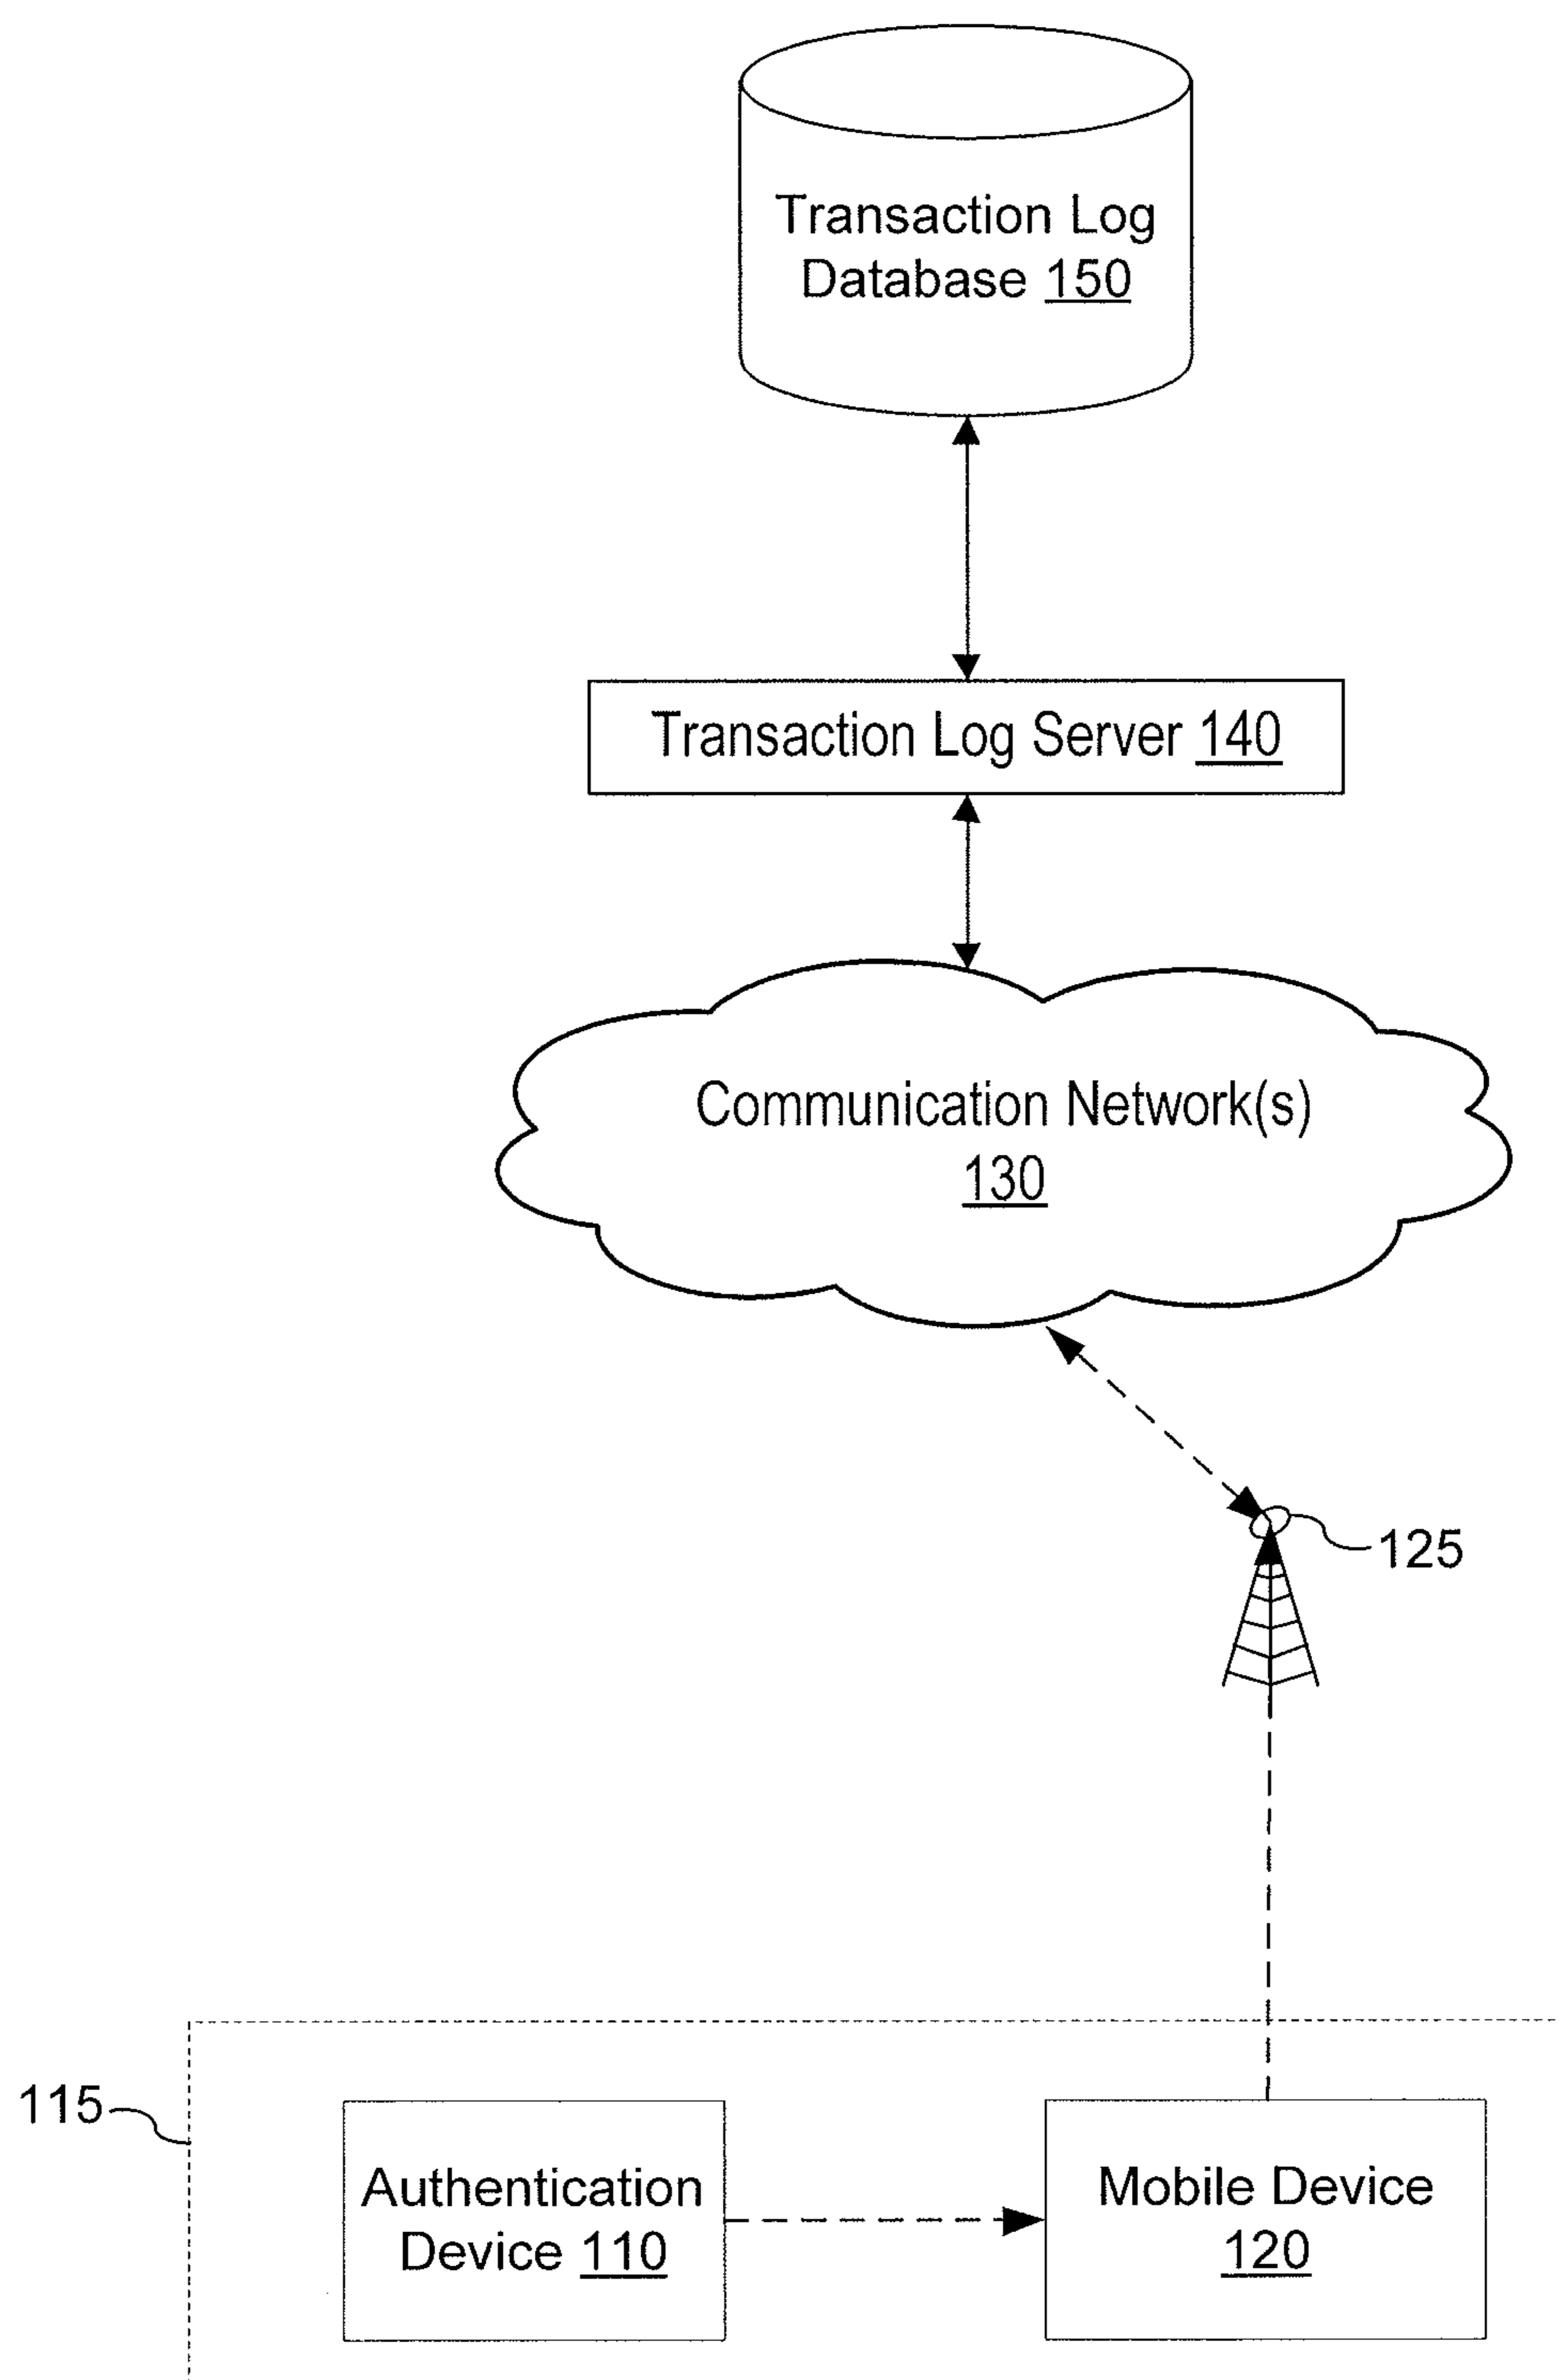 Transaction Log
Database 150
Transaction Log Server 140
Communication Network(s)
130
125
115
Authentication
Device 110
Mobile Device
120